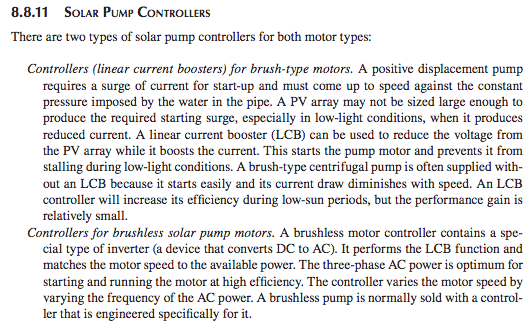 8.8.11 SOLAR PUMP CONTROLLERS
There are two types of solar pump controllers for both motor types:
Controllers (linear current boosters) for brush-type motors. A positive displacement pump
requires a surge of current for start-up and must come up to speed against the constant
pressure imposed by the water in the pipe. A PV array may not be sized large enough to
produce the required starting surge, especially in low-light conditions, when it produces
reduced current. A linear current booster (LCB) can be used to reduce the voltage from
the PV array while it boosts the current. This starts the pump motor and prevents it from
stalling during low-light conditions. A brush-type centrifugal pump is often supplied with-
out an LCB because it starts easily and its current draw diminishes with speed. An LCB
controller will increase its efficiency during low-sun periods, but the performance gain is
relatively small.
Controllers for brushless solar pump motors. A brushless motor controller contains a spe-
cial type of inverter (a device that converts DC to AC). It performs the LCB function and
matches the motor speed to the available power. The three-phase AC power is optimum for
starting and running the motor at high efficiency. The controller varies the motor speed by
varying the frequency of the AC power. A brushless pump is normally sold with a control-
ler that is engineered specifically for it.